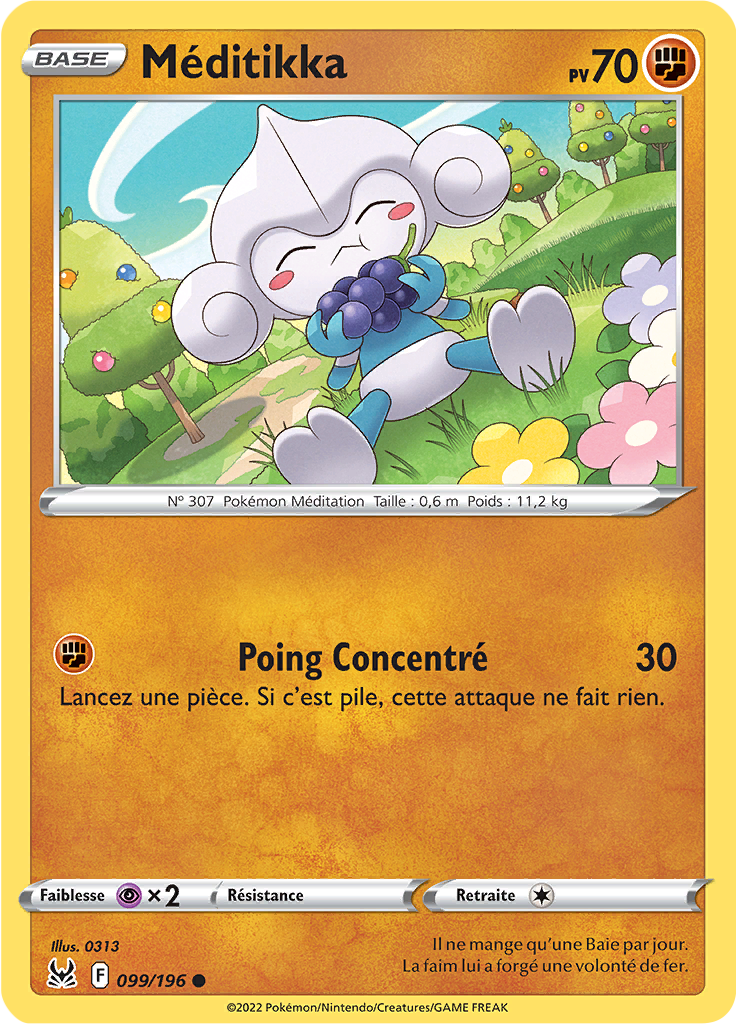 BASE
Méditikka
PV70
N° 307 Pokémon Méditation Taille : 0,6 m Poids : 11,2 kg
Poing Concentré 30
Lancez une pièce. Si c'est pile, cette attaque ne fait rien.
Faiblesse ×2 Résistance Retraite
Illus. 0313
Il ne mange qu'une Baie par jour.
La faim lui a forgé une volonté de fer.
F 099/196
©2022 Pokémon/Nintendo/Creatures/GAME FREAK